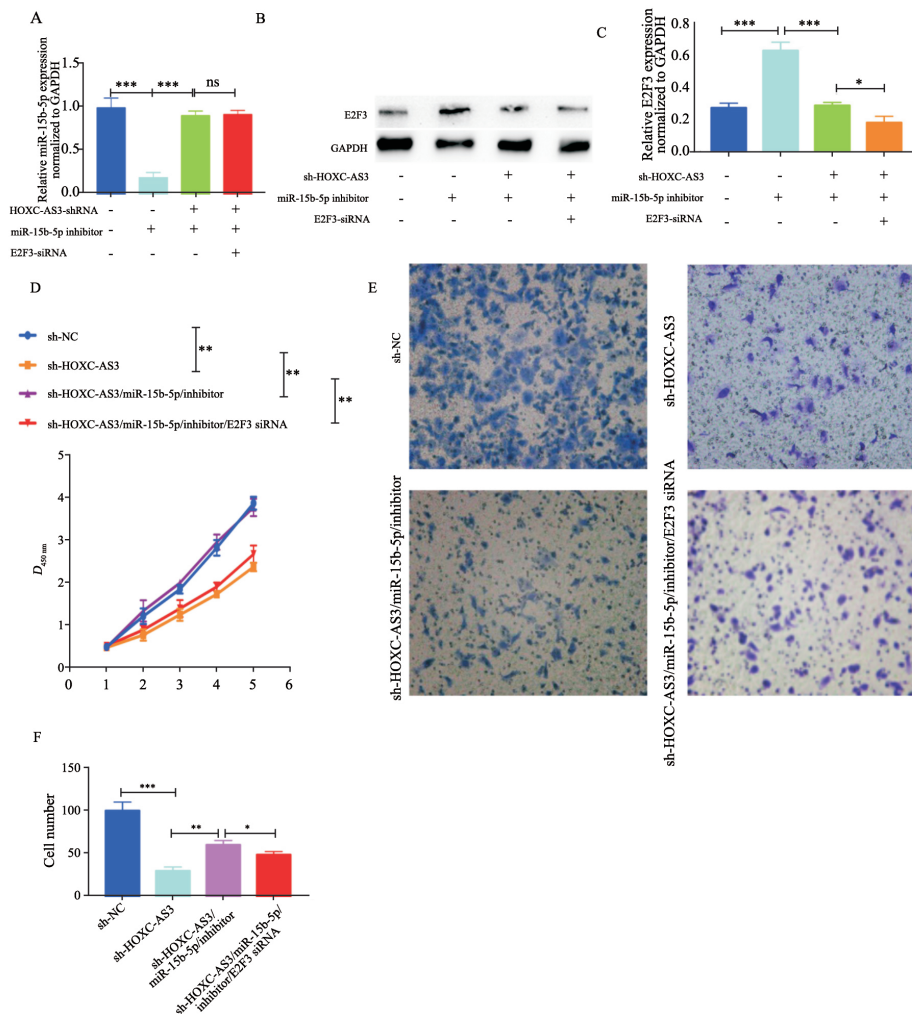 A
Relative miR-15b-5p expression
normalized to GAPDH
1.0
0.5
0.0
*** *** ns
HOXC-AS3-shRNA - - + +
miR-15b-5p inhibitor - + + +
E2F3-siRNA - - - +
B
E2F3
GAPDH
sh-HOXC-AS3 - - + +
miR-15b-5p inhibitor - + + +
E2F3-siRNA - - - +
C
Relative E2F3 expression
normalized to GAPDH
0.8
0.6
0.4
0.2
0.0
*** *** *
sh-HOXC-AS3 - - + +
miR-15b-5p inhibitor - + + +
E2F3-siRNA - - - +
D
sh-NC
sh-HOXC-AS3
sh-HOXC-AS3/miR-15b-5p/inhibitor
sh-HOXC-AS3/miR-15b-5p/inhibitor/E2F3 siRNA
**
**
**
D450 nm
5
4
3
2
1
0
0 1 2 3 4 5 6
E
sh-NC
sh-HOXC-AS3
sh-HOXC-AS3/miR-15b-5p/inhibitor
sh-HOXC-AS3/miR-15b-5p/inhibitor/E2F3 siRNA
F
Cell number
150
100
50
0
*** ** *
sh-NC
sh-HOXC-AS3
sh-HOXC-AS3/
miR-15b-5p/inhibitor
sh-HOXC-AS3/miR-15b-5p/
inhibitor/E2F3 siRNA